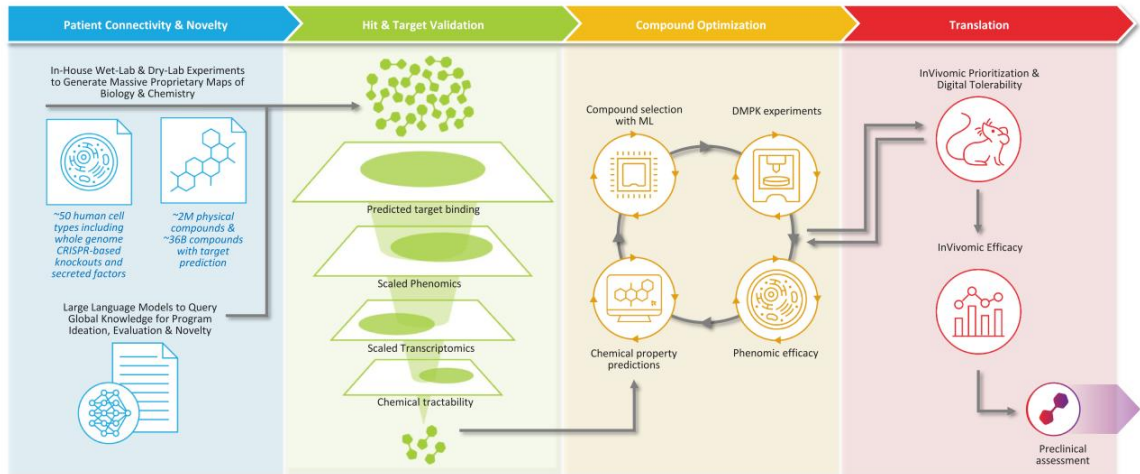 Patient Connectivity & Novelty
Hit & Target Validation
Compound Optimization
Translation
In-House Wet-Lab & Dry-Lab Experiments
to Generate Massive Proprietary Maps of
Biology & Chemistry
~50 human cell
types including
whole genome
CRISPR-based
knockouts and
secreted factors
~2M physical
compounds &
~36B compounds
with target
prediction
Large Language Models to Query
Global Knowledge for Program
Ideation, Evaluation & Novelty
Predicted target binding
Scaled Phenomics
Scaled Transcriptomics
Chemical tractability
Compound selection
with ML
DMPK experiments
Chemical property
predictions
Phenomic efficacy
InVivomic Prioritization &
Digital Tolerability
InVivomic Efficacy
Preclinical
assessment